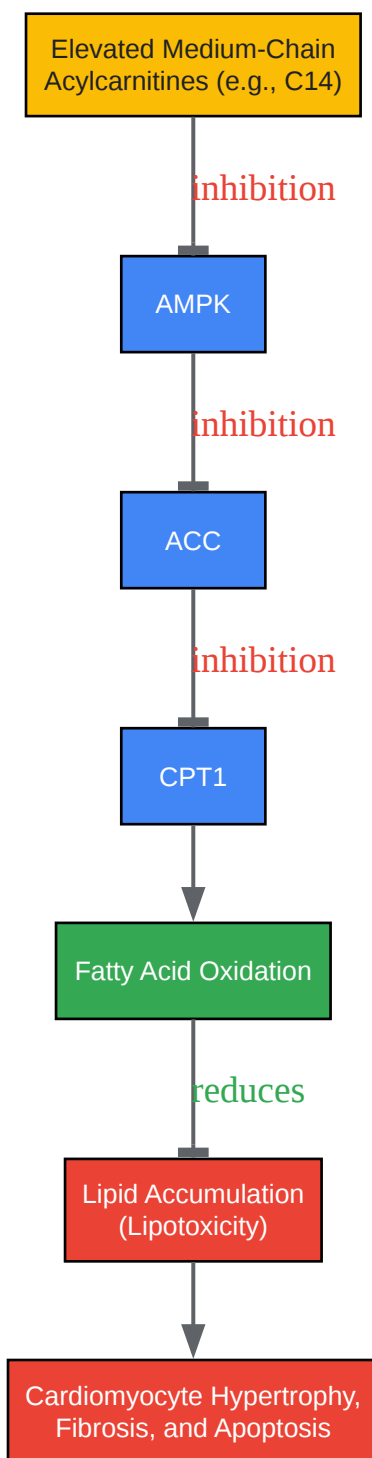 Elevated Medium-Chain
Acylcarnitines (e.g., C14)
inhibition
AMPK
inhibition
ACC
inhibition
CPT1
Fatty Acid Oxidation
reduces
Lipid Accumulation
(Lipotoxicity)
Cardiomyocyte Hypertrophy,
Fibrosis, and Apoptosis